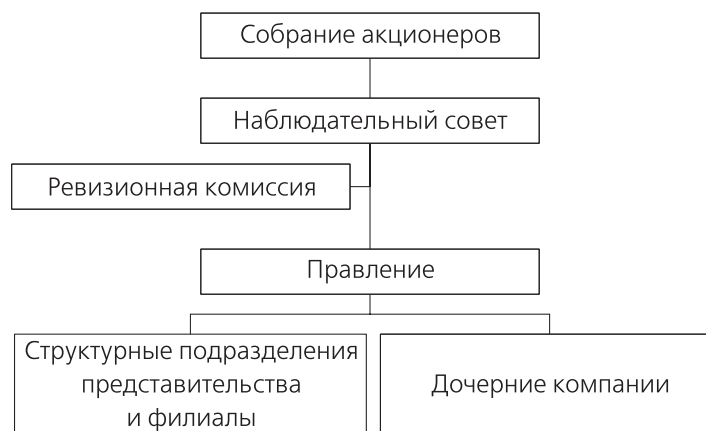 Собрание акционеров
Наблюдательный совет
Ревизионная комиссия
Правление
Структурные подразделения
представительства
и филиалы
Дочерние компании